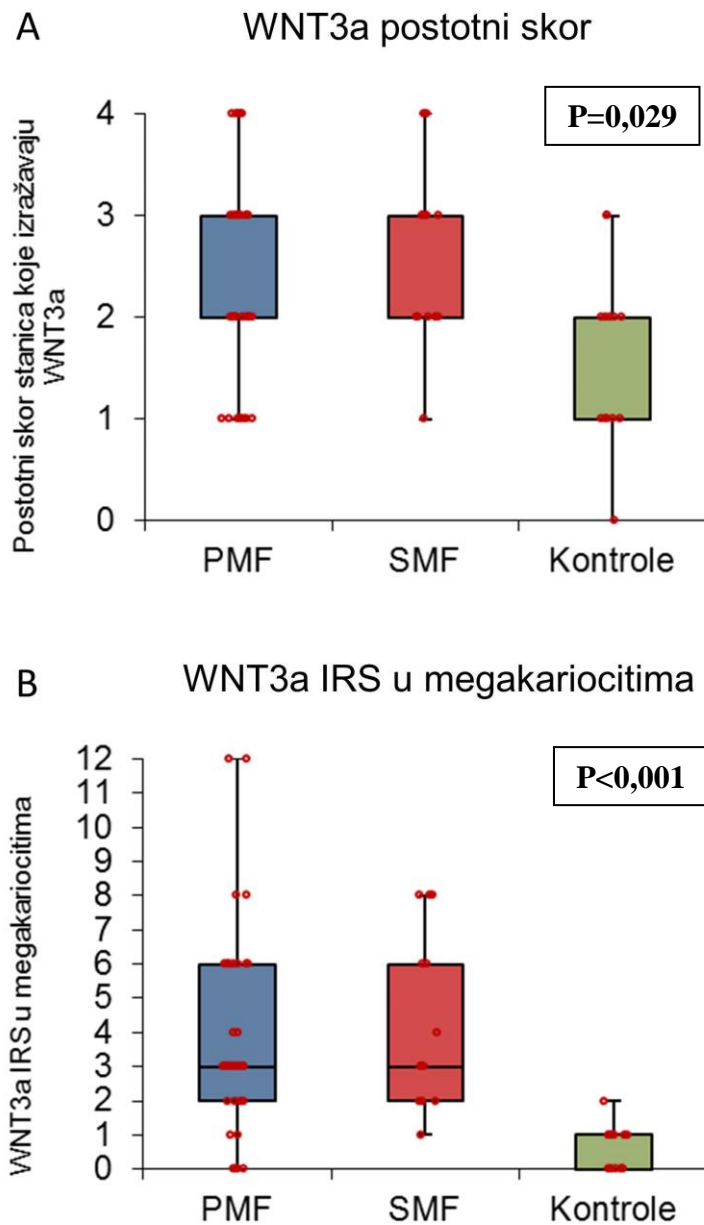 A
WNT3a postotni skor
P=0,029
Postotni skor stanica koje izražavaju
WNT3a
4
3
2
1
0
PMF SMF Kontrole
B
WNT3a IRS u megakariocitima
P<0,001
WNT3a IRS u megakariocitima
12
11
10
9
8
7
6
5
4
3
2
1
0
PMF SMF Kontrole